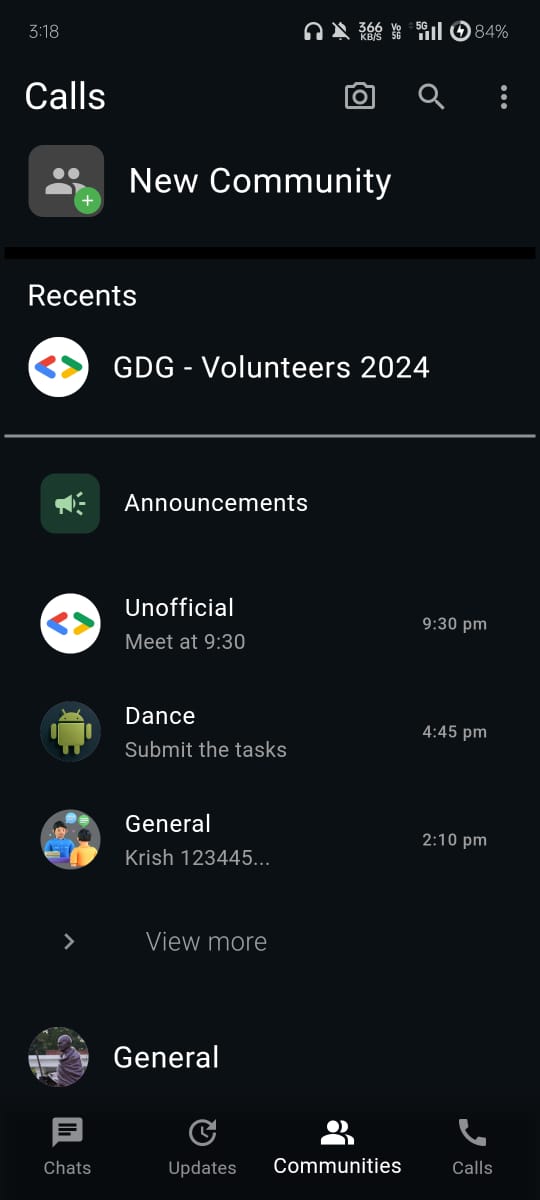 3:18
366
KB/S
Vo
5G
5G
84%
Calls
New Community
Recents
GDG - Volunteers 2024
Announcements
Unofficial
Meet at 9:30
9:30 pm
Dance
Submit the tasks
4:45 pm
General
Krish 123445...
2:10 pm
View more
General
Chats
Updates
Communities
Calls